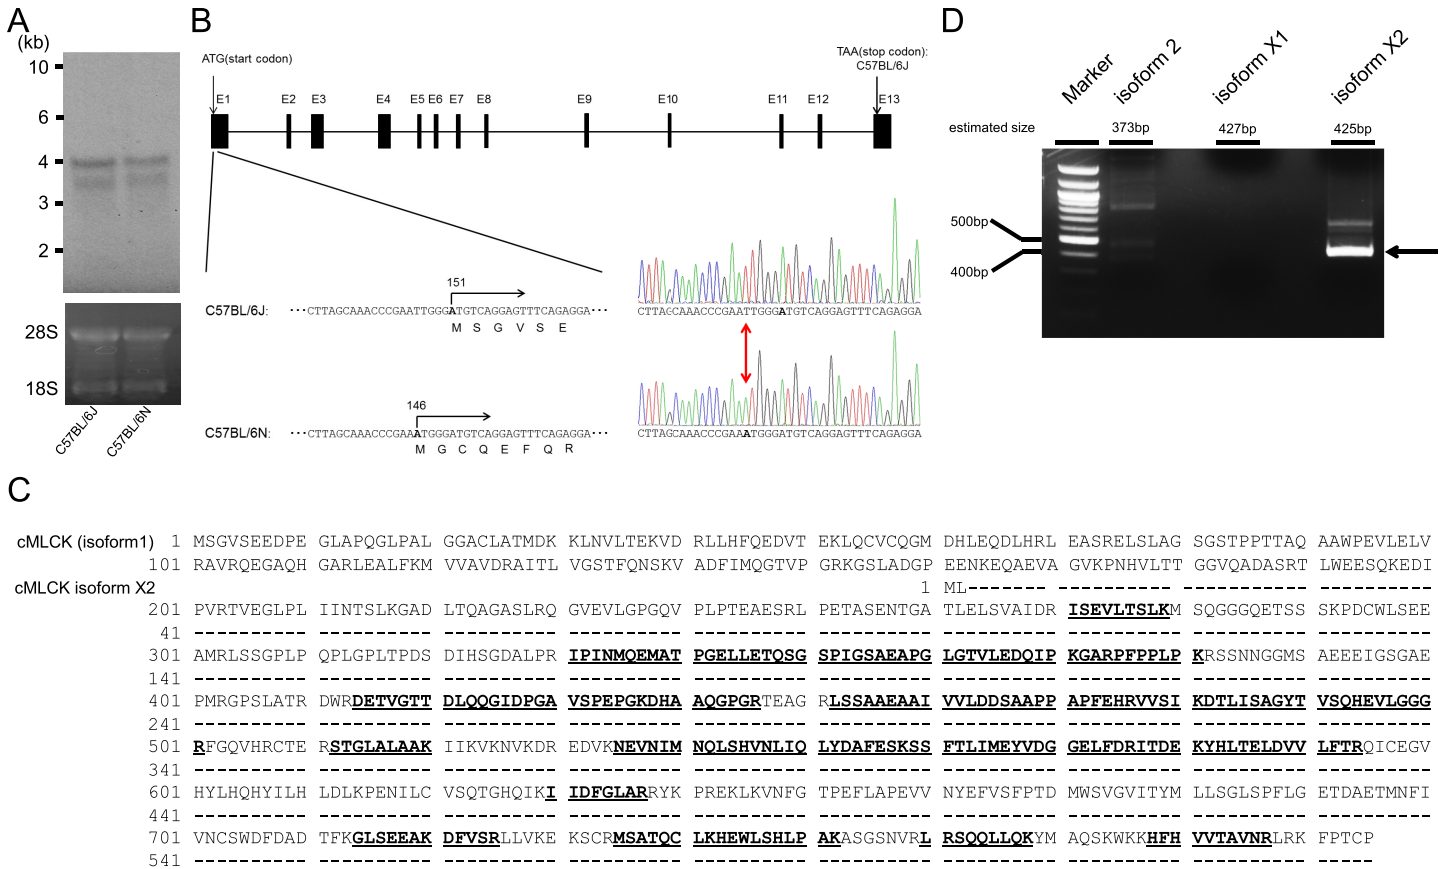 A
(kb)
10
6
4
3
2
28S
18S
C57BL/6J
C57BL/6N
B
ATG(start codon)
TAA(stop codon):
C57BL/6J
E1 E2 E3 E4 E5 E6 E7 E8 E9 E10 E11 E12 E13
151
C57BL/6J: ···CTTAGCAAACCCGAATTGGGATGTCAGGAGTTTCAGAGGA···
M S G V S E
CTTAGCAAACCCGAATTGGGATGTCAGGAGTTTCAGAGGA
146
C57BL/6N: ···CTTAGCAAACCCGAAATGGGATGTCAGGAGTTTCAGAGGA···
M G C Q E F Q R
CTTAGCAAACCCGAAATGGGATGTCAGGAGTTTCAGAGGA
D
Marker
isoform 2
isoform X1
isoform X2
estimated size 373bp 427bp 425bp
500bp
400bp
C
cMLCK (isoform1) 1 MSGVSEEDPE GLAPQGLPAL GGACLATMDK KLNVLTEKVD RLLHFQEDVT EKLQCVCQGM DHLEQDLHRL EASRELSLAG SGSTPPTTAQ AAWPEVLELV
101 RAVRQEGAQH GARLEALFKM VVAVDRAITL VGSTFQNSKV ADFIMQGTVP GRKGSLADGP EENKEQAEVA GVKPNHVLTT GGVQADASRT LWEESQKEDI
cMLCK isoform X2 1 ML-------- ---------- ---------- ----------
201 PVRTVEGLPL IINTSLKGAD LTQAGASLRQ GVEVLGPGQV PLPTEAESRL PETASENTGA TLELSVAIDR ISEVLTSLKM SQGGGQETSS SKPDCWLSEE
41 ---------- ---------- ---------- ---------- ---------- ---------- ---------- ---------- ---------- ----------
301 AMRLSSGPLP QPLGPLTPDS DIHSGDALPR IPINMQEMAT PGELLETQSG SPIGSAEAPG LGTVLEDQIP KGARPFPPLP KRSSNNGGMS AEEEIGSGAE
141 ---------- ---------- ---------- ---------- ---------- ---------- ---------- ---------- ---------- ----------
401 PMRGPSLATR DWRDETVGTT DLQQGIDPGA VSPEPGKDHA AQGPGRTEAG RLSSAAEAAI VVLDDSAAPP APFEHRVVSI KDTLISAGYT VSQHEVLGGG
241 ---------- ---------- ---------- ---------- ---------- ---------- ---------- ---------- ---------- ----------
501 RFGQVHRCTE RSTGLALAAK IIKVKNVKDR EDVKNEVNIM NQLSHVNLIQ LYDAFESKSS FTLIMEYVDG GELFDRITDE KYHLTELDVV LFTRQICEGV
341 ---------- ---------- ---------- ---------- ---------- ---------- ---------- ---------- ---------- ----------
601 HYLHQHYILH LDLKPENILC VSQTGHQIKI IDFGLARRYK PREKLKVNFG TPEFLAPEVV NYEFVSFPTD MWSVGVITYM LLSGLSPFLG ETDAETMNFI
441 ---------- ---------- ---------- ---------- ---------- ---------- ---------- ---------- ---------- ----------
701 VNCSWDFDAD TFKGLSEEAK DFVSRLLVKE KSCRMSATQC LKHEWLSHLP AKASGSNVRL RSQQLLQKYM AQSKWKKHFH VVTAVNRLRK FPTCP
541 ---------- ---------- ---------- ---------- ---------- ---------- ---------- ---------- ---------- -----